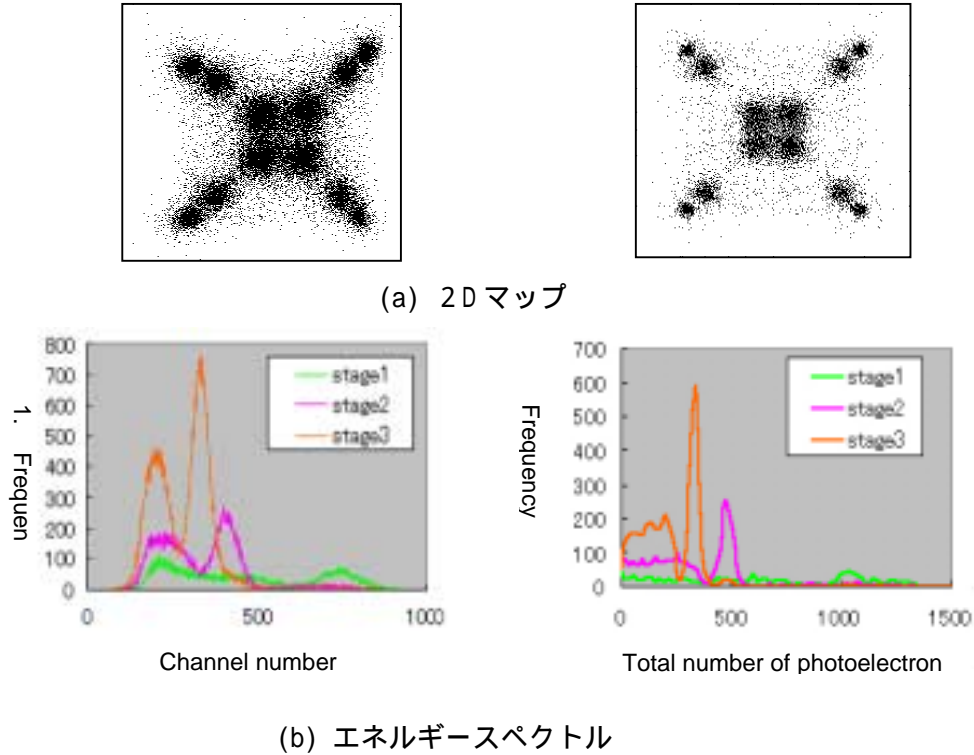 (a) 2Dマップ
800
700
600
500
400
300
200
100
0
1. Frequen
stage1
stage2
stage3
0
500
1000
Channel number
700
600
500
400
300
200
100
0
Frequency
stage1
stage2
stage3
0
500
1000
1500
Total number of photoelectron
(b) エネルギースペクトル